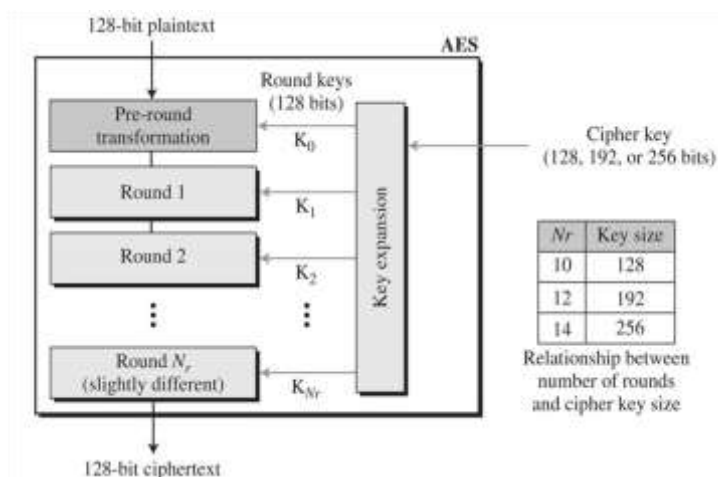 128-bit plaintext
AES
Round keys
(128 bits)
Pre-round
transformation
K0
Cipher key
(128, 192, or 256 bits)
Round 1
K1
Round 2
K2
Key expansion
Round Nr
(slightly different)
KNr
128-bit ciphertext
Nr Key size
10 128
12 192
14 256
Relationship between
number of rounds
and cipher key size